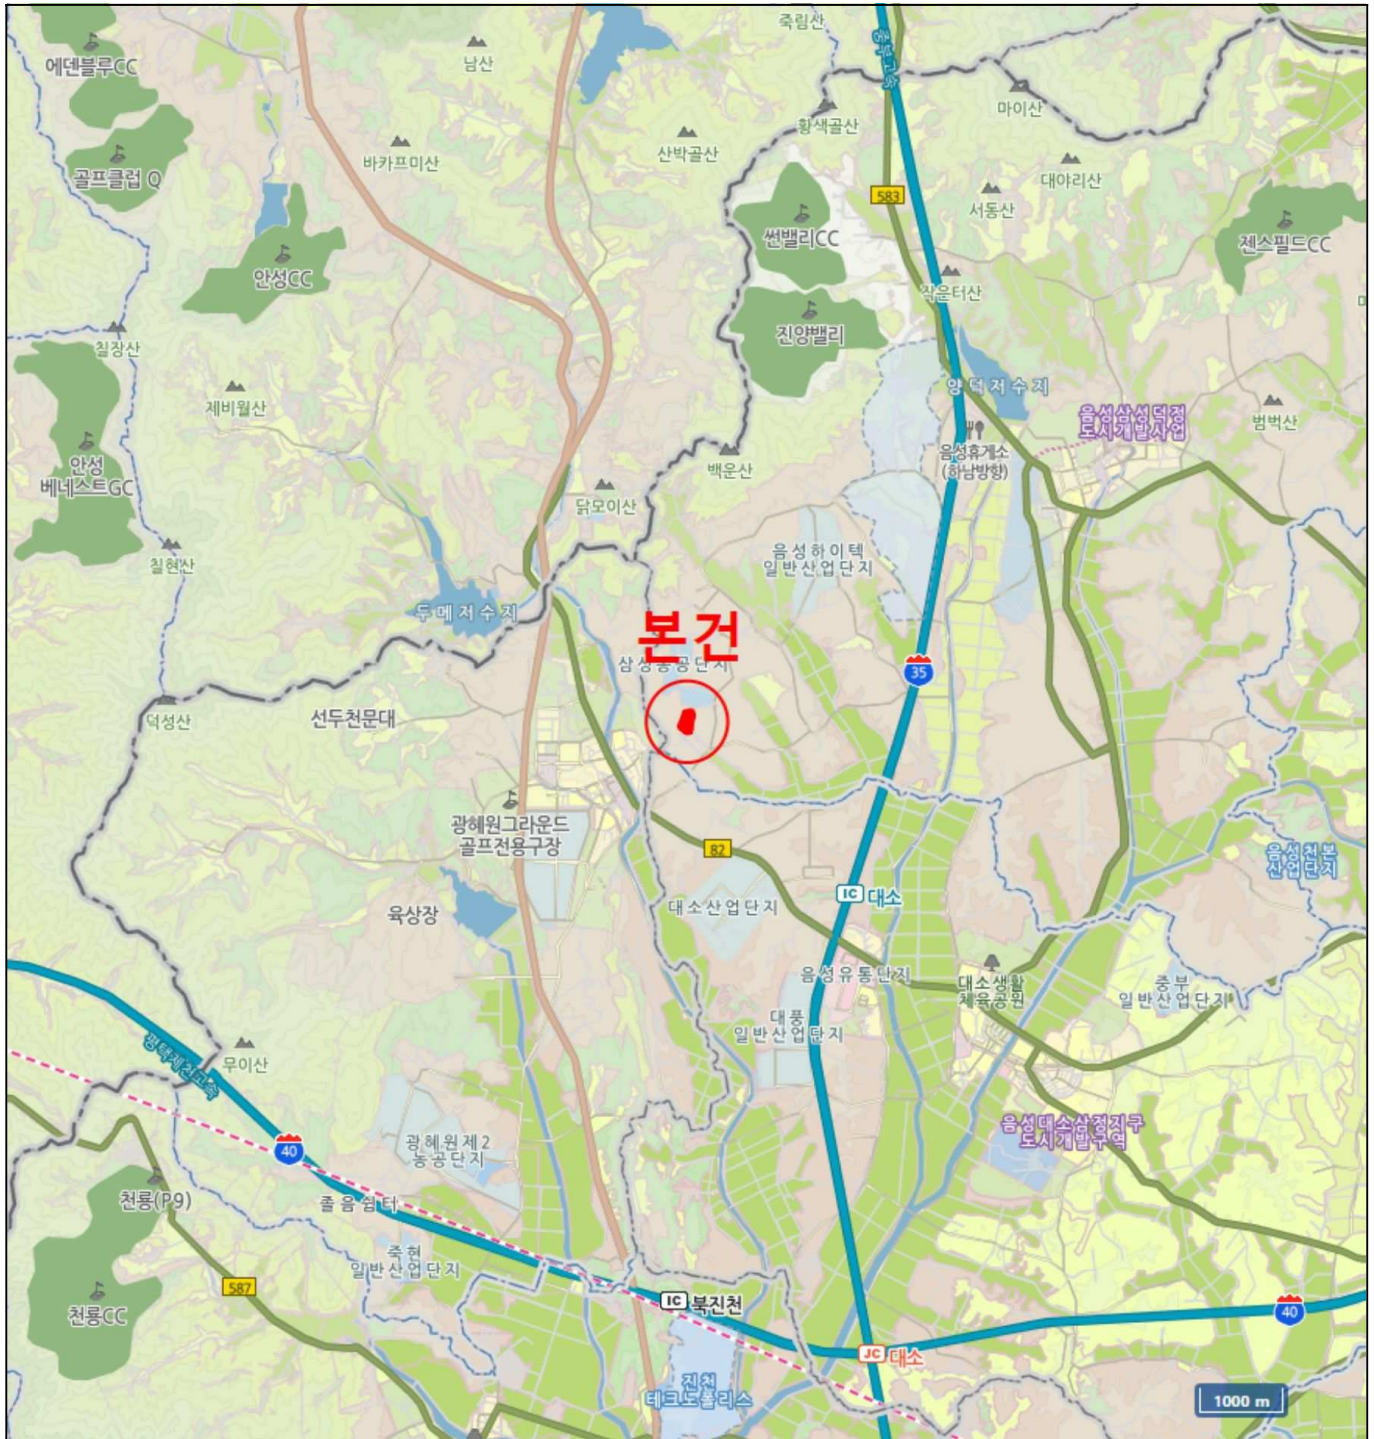 죽림산
에덴블루CC
남산
중부고속
마이산
황색골산
바카프미산
산박골산
골프클럽 Q
대야리산
583
서동산
썬밸리CC
젠스필드CC
안성CC
작은터산
진양밸리
칠장산
양덕저수지
제비월산
음성삼성덕정
도시개발사업
범벅산
음성휴게소
(하남방향)
백운산
안성
베네스트GC
닭모이산
음성하이텍
일반산업단지
칠현산
두메저수지
본건
삼성농공단지
35
덕성산
선두천문대
광혜원그라운드
골프전용구장
82
음성천본
산업단지
IC 대소
대소산업단지
육상장
음성유통단지
대소생활
체육공원
중부
일반산업단지
대풍
일반산업단지
평택제천고속
무이산
음성대소삼정지구
도시개발구역
광혜원제2
농공단지
40
천룡(P9)
졸음쉼터
죽현
일반산업단지
587
IC 북진천
천룡CC
40
JC 대소
진천
테크노폴리스
1000 m